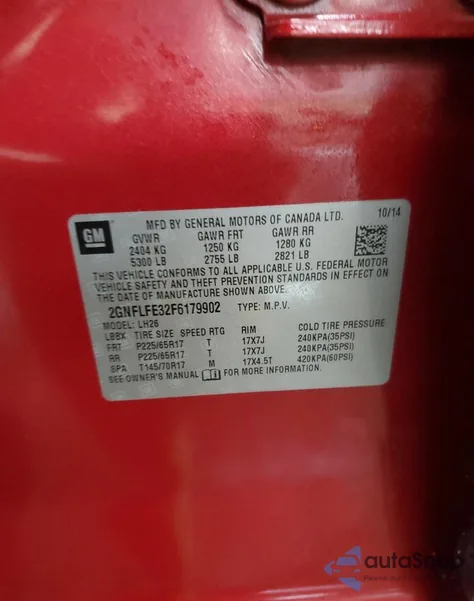 GM
MFD BY GENERAL MOTORS OF CANADA LTD. 10/14
GVWR GAWR FRT GAWR RR
2404 KG 1250 KG 1280 KG
5300 LB 2755 LB 2821 LB
THIS VEHICLE CONFORMS TO ALL APPLICABLE U.S. FEDERAL MOTOR
VEHICLE SAFETY AND THEFT PREVENTION STANDARDS IN EFFECT ON
THE DATE OF MANUFACTURE SHOWN ABOVE.
2GNFLFE32F6179902 TYPE: M.P.V.
MODEL: LH26
LBBX TIRE SIZE SPEED RTG RIM COLD TIRE PRESSURE
FRT P225/65R17 T 17X7J 240KPA(35PSI)
RR P225/65R17 T 17X7J 240KPA(35PSI)
SPA T145/70R17 M 17X4.5T 420KPA(60PSI)
SEE OWNER'S MANUAL FOR MORE INFORMATION.
autaSnap